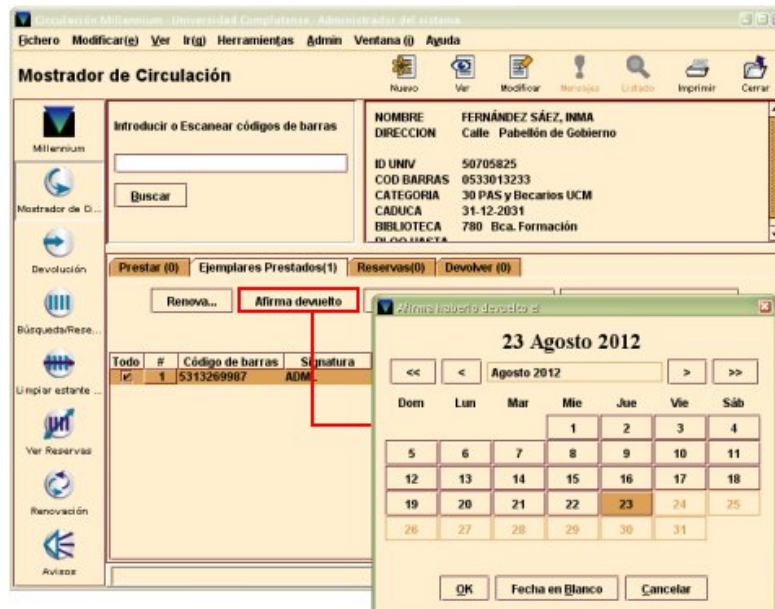 Circulación Millennium · Universidad Complutense · Administrador del sistema
Fichero Modificar(e) Ver Ir(g) Herramientas Admin Ventana (i) Ayuda
Mostrador de Circulación
Nuevo Ver Modificar Mensajes Listado Imprimir Cerrar
Millennium
Mostrador de Ci...
Devolución
Búsqueda/Rese...
Limpiar estante ...
Ver Reservas
Renovación
Avisos
Introducir o Escanear códigos de barras
Buscar
NOMBRE FERNÁNDEZ SÁEZ, INMA
DIRECCION Calle Pabellón de Gobierno
ID UNIV 50705825
COD BARRAS 0533013233
CATEGORIA 30 PAS y Becarios UCM
CADUCA 31-12-2031
BIBLIOTECA 780 Bca. Formación
Prestar (0) Ejemplares Prestados(1) Reservas(0) Devolver (0)
Renova... Afirma devuelto
Todo # Código de barras Signatura
1 5313269987 ADM
Afirma haberlo devuelto el
23 Agosto 2012
<< < Agosto 2012 > >>
Dom Lun Mar Mie Jue Vie Sáb
1 2 3 4
5 6 7 8 9 10 11
12 13 14 15 16 17 18
19 20 21 22 23 24 25
26 27 28 29 30 31
OK Fecha en Blanco Cancelar